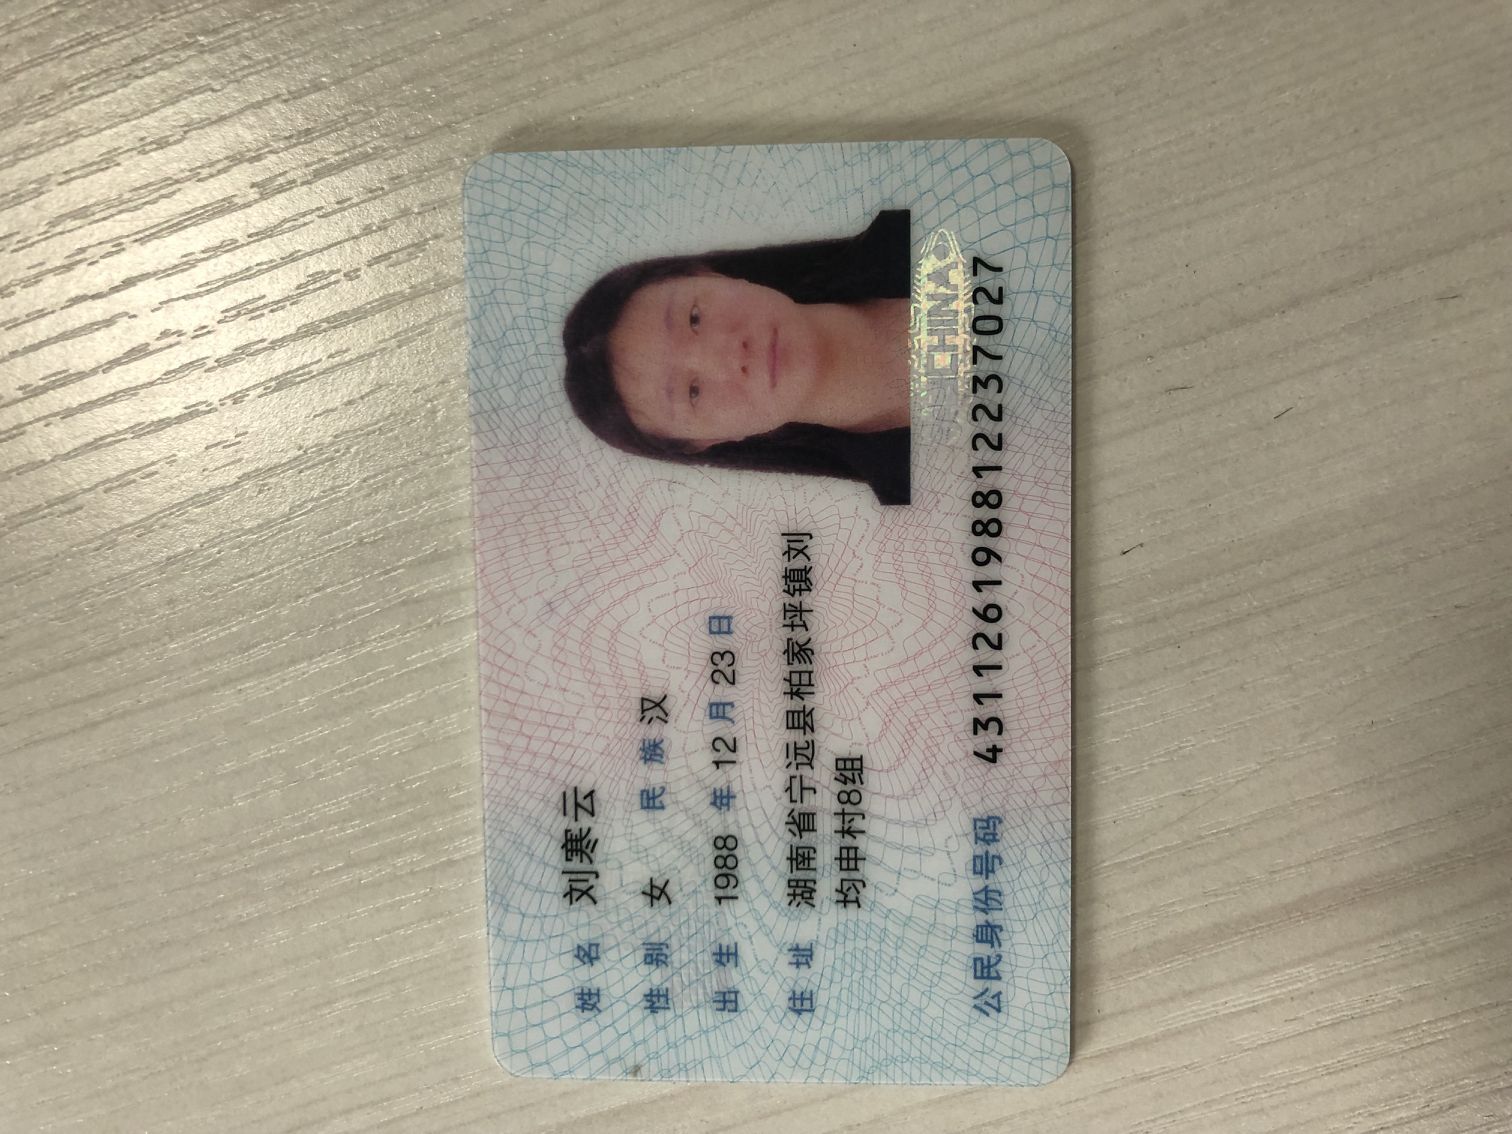 姓名 刘寒云
性别 女 民族 汉
出生 1988 年 12 月 23 日
住址 湖南省宁远县柏家坪镇刘
均申村8组
CHINA
公民身份号码 431126198812237027